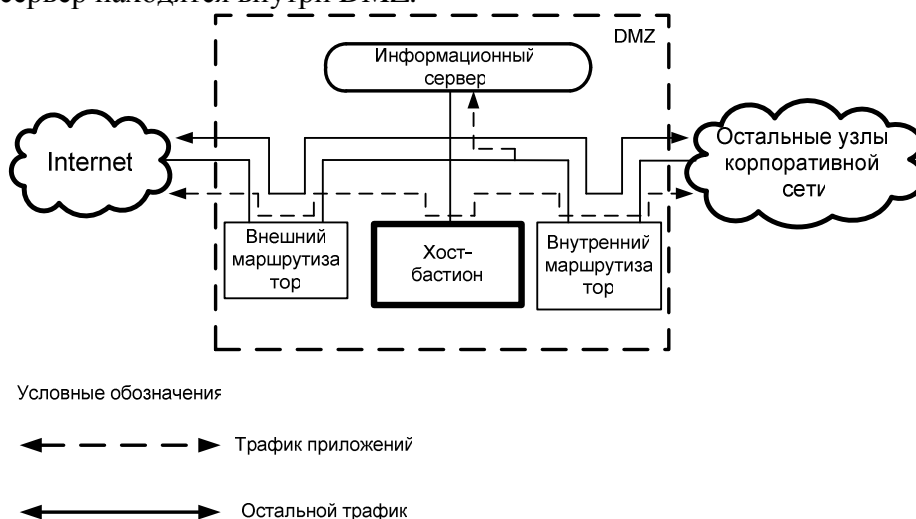 сервер находятся внутри DMZ.
DMZ
Информационный
сервер
Internet
Остальные узлы
корпоративной
сети
Внешний
маршрутиза
тор
Хост-
бастион
Внутренний
маршрутиза
тор
Условные обозначения
Трафик приложений
Остальной трафик